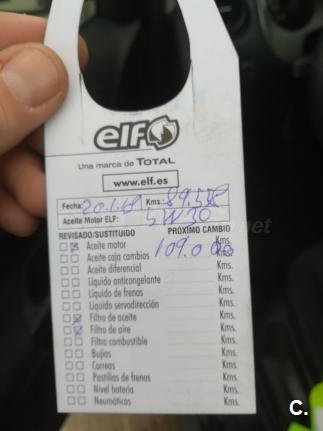 elf
Una marca de TOTAL
www.elf.es
Fecha: 20.1.18 Kms.: 89.558
Aceite Motor ELF: 5W30
REVISADO/SUSTITUIDO PRÓXIMO CAMBIO
Aceite motor 109.000 Kms.
Aceite caja cambios Kms.
Aceite diferencial Kms.
Líquido anticongelante Kms.
Líquido de frenos Kms.
Líquido servodirección Kms.
Filtro de aceite Kms.
Filtro de aire Kms.
Filtro combustible Kms.
Bujías Kms.
Correas Kms.
Pastillas de frenos Kms.
Nivel batería Kms.
Neumáticos Kms.
C.